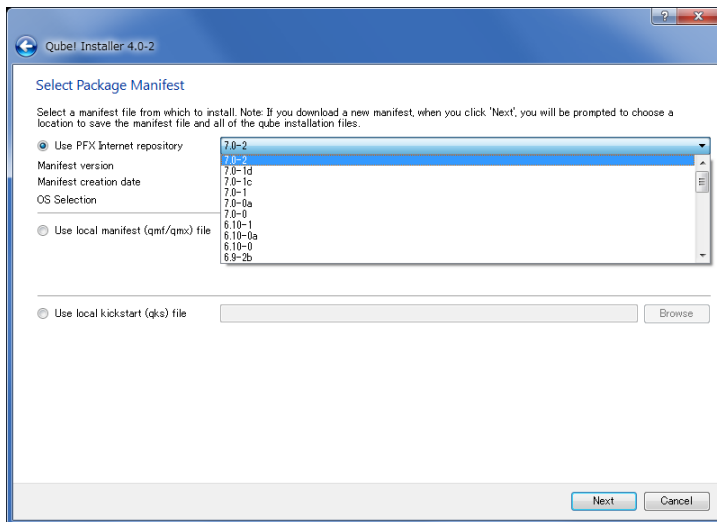 Qube! Installer 4.0-2
Select Package Manifest
Select a manifest file from which to install. Note: If you download a new manifest, when you click 'Next', you will be prompted to choose a
location to save the manifest file and all of the qube installation files.
Use PFX Internet repository
7.0-2
7.0-2
7.0-1d
7.0-1c
7.0-1
7.0-0a
7.0-0
6.10-1
6.10-0a
6.10-0
6.9-2b
Manifest version
Manifest creation date
OS Selection
Use local manifest (qmf/qmx) file
Use local kickstart (qks) file
Browse
Next
Cancel